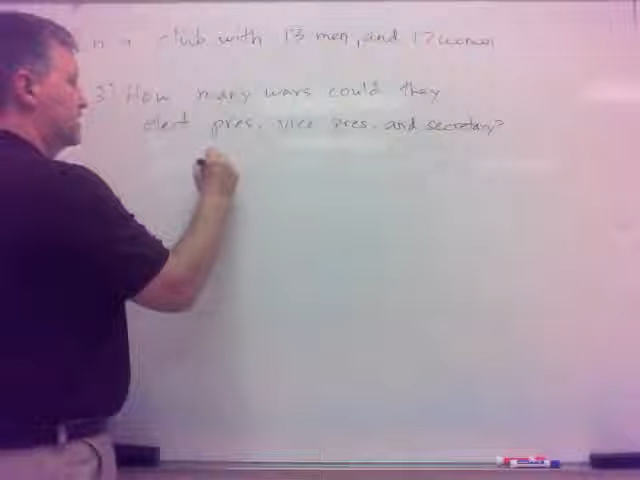 In a club with 13 men, and 17 women
3) How many ways could they
elect pres. vice pres. and secretary?